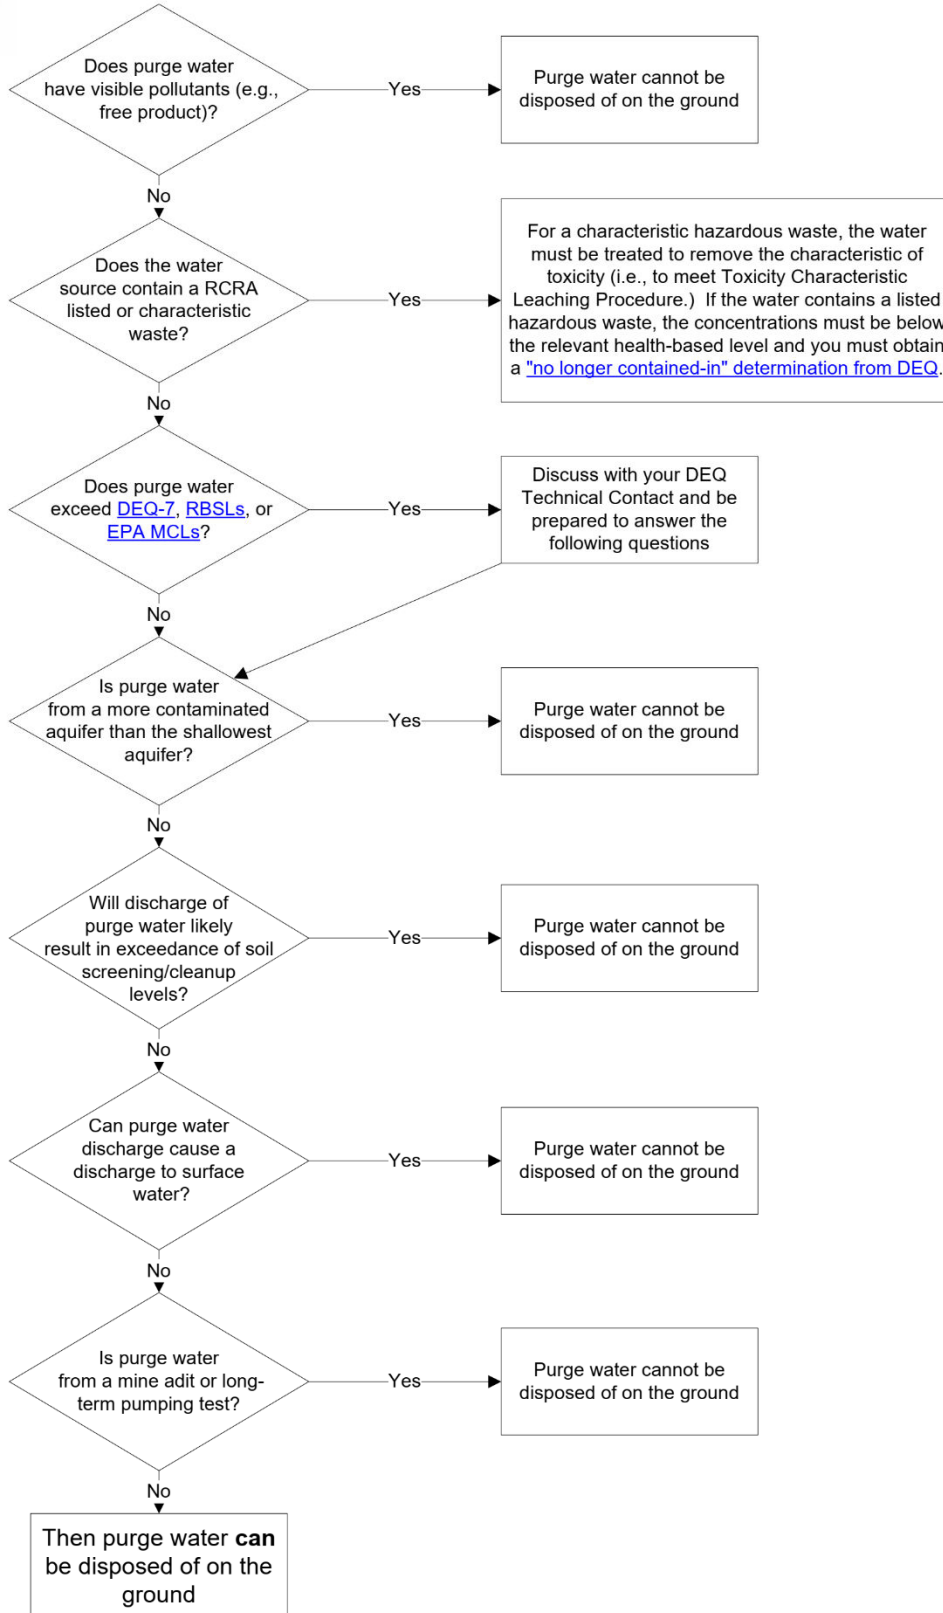 Does purge water
have visible pollutants (e.g.,
free product)?
Yes
Purge water cannot be
disposed of on the ground
No
Does the water
source contain a RCRA
listed or characteristic
waste?
Yes
For a characteristic hazardous waste, the water
must be treated to remove the characteristic of
toxicity (i.e., to meet Toxicity Characteristic
Leaching Procedure.) If the water contains a listed
hazardous waste, the concentrations must be below
the relevant health-based level and you must obtain
a "no longer contained-in" determination from DEQ.
No
Does purge water
exceed DEQ-7, RBSLs, or
EPA MCLs?
Yes
Discuss with your DEQ
Technical Contact and be
prepared to answer the
following questions
No
Is purge water
from a more contaminated
aquifer than the shallowest
aquifer?
Yes
Purge water cannot be
disposed of on the ground
No
Will discharge of
purge water likely
result in exceedance of soil
screening/cleanup
levels?
Yes
Purge water cannot be
disposed of on the ground
No
Can purge water
discharge cause a
discharge to surface
water?
Yes
Purge water cannot be
disposed of on the ground
No
Is purge water
from a mine adit or long-
term pumping test?
Yes
Purge water cannot be
disposed of on the ground
No
Then purge water can
be disposed of on the
ground